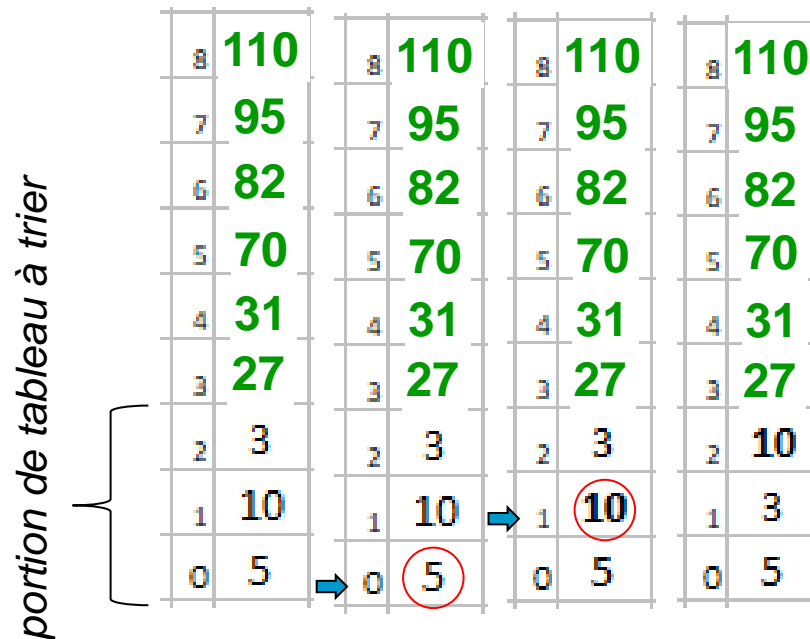 portion de tableau à trier
8 110 8 110 8 110 8 110
7 95 7 95 7 95 7 95
6 82 6 82 6 82 6 82
5 70 5 70 5 70 5 70
4 31 4 31 4 31 4 31
3 27 3 27 3 27 3 27
2 3 2 3 2 3 2 10
1 10 1 10 1 10 1 3
0 5 0 5 0 5 0 5